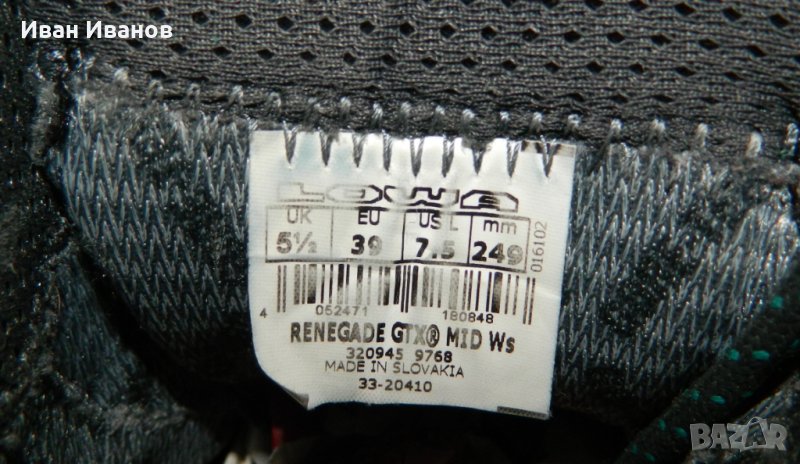 Иван Иванов
LOWA
UK EU US L mm
5½ 39 7.5 249
016102
4 052471 180848
RENEGADE GTX® MID Ws
320945 9768
MADE IN SLOVAKIA
33-20410
BAZAR